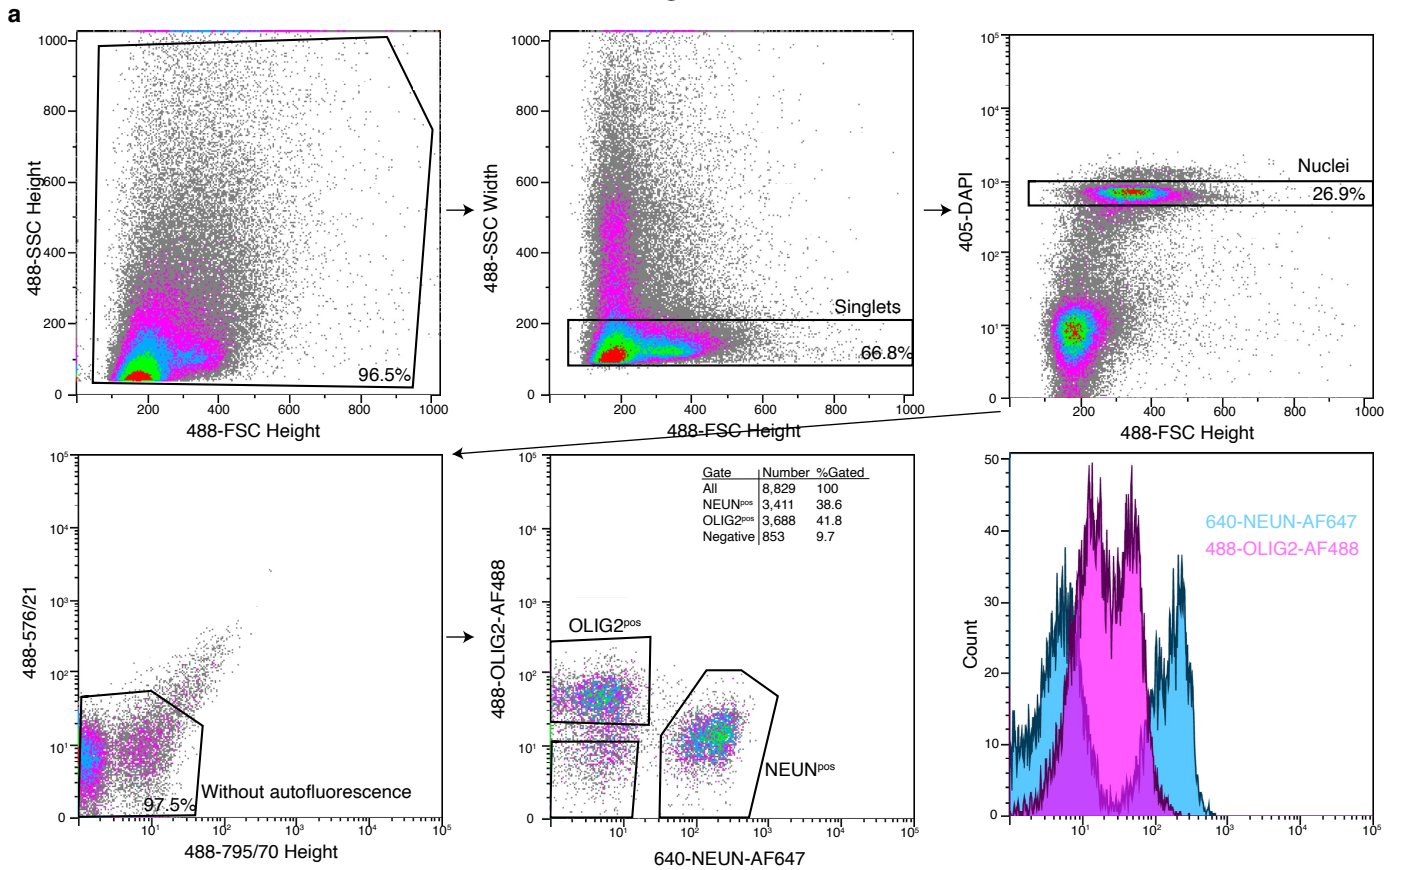 a
488-SSC Height
1000
800
600
400
200
0
96.5%
200 400 600 800 1000
488-FSC Height
488-SSC Width
1000
800
600
400
200
0
Singlets
66.8%
200 400 600 800 1000
488-FSC Height
405-DAPI
10⁵
10⁴
10³
10²
10¹
0
Nuclei
26.9%
200 400 600 800 1000
488-FSC Height
488-576/21
10⁵
10⁴
10³
10²
10¹
0
Without autofluorescence
97.5%
10¹ 10² 10³ 10⁴ 10⁵
488-795/70 Height
488-OLIG2-AF488
10⁵
10⁴
10³
10²
10¹
0
Gate Number %Gated
All 8,829 100
NEUNᵖᵒˢ 3,411 38.6
OLIG2ᵖᵒˢ 3,688 41.8
Negative 853 9.7
OLIG2ᵖᵒˢ
NEUNᵖᵒˢ
10¹ 10² 10³ 10⁴ 10⁵
640-NEUN-AF647
Count
50
40
30
20
10
0
640-NEUN-AF647
488-OLIG2-AF488
10¹ 10² 10³ 10⁴ 10⁵